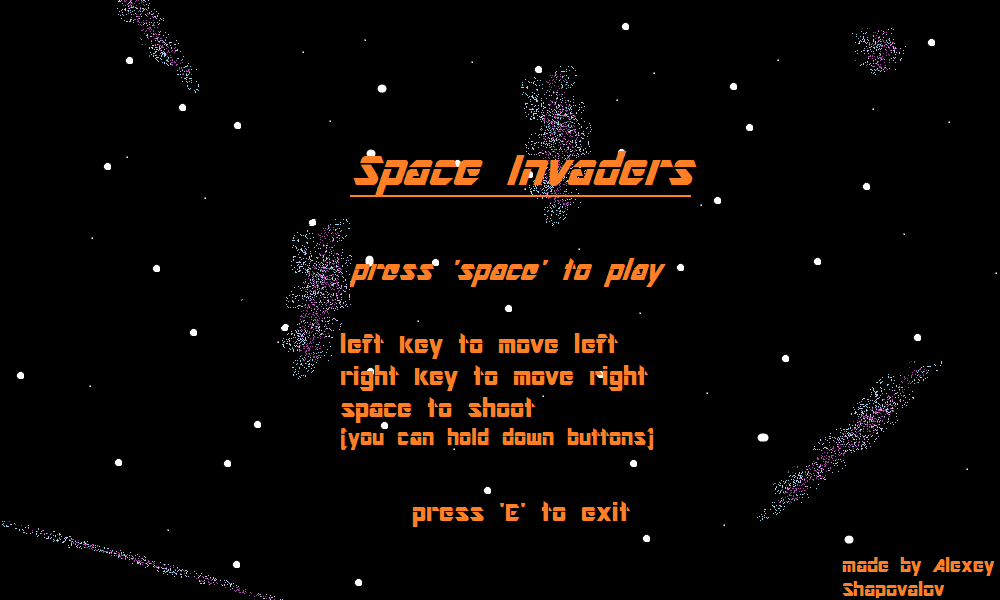 Space Invaders
press 'space' to play
left key to move left
right key to move right
space to shoot
[you can hold down buttons]
press 'E' to exit
made by Alexey
Shapovalov